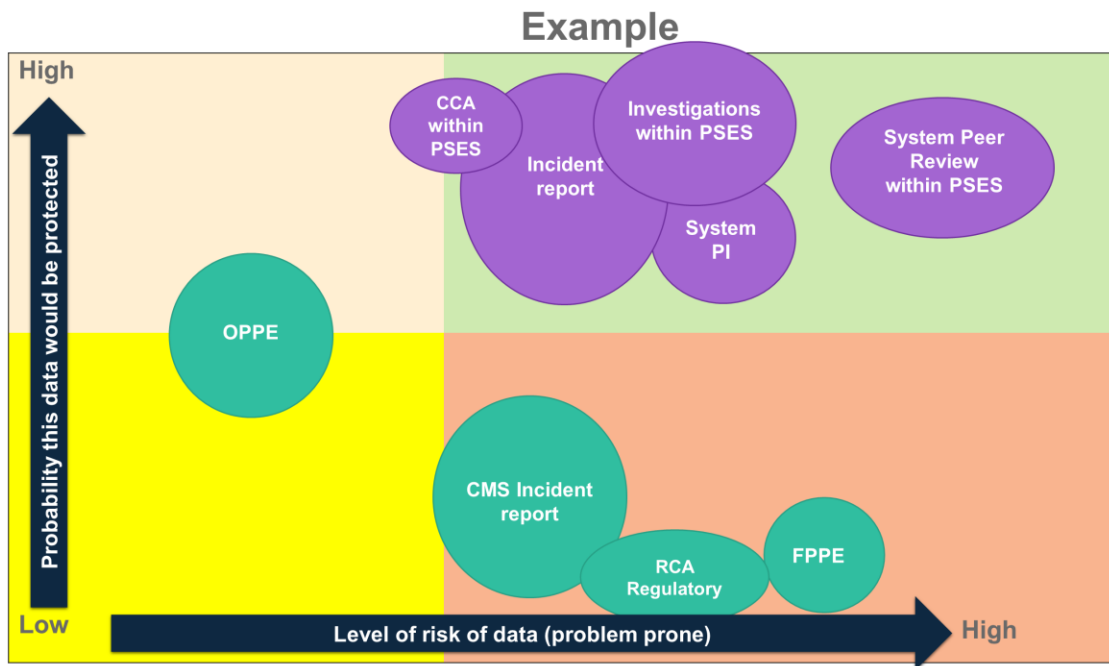 Example
High
Probability this data would be protected
Low
CCA
within
PSES
Incident
report
Investigations
within PSES
System
PI
System Peer
Review
within PSES
OPPE
CMS Incident
report
RCA
Regulatory
FPPE
Level of risk of data (problem prone)
High